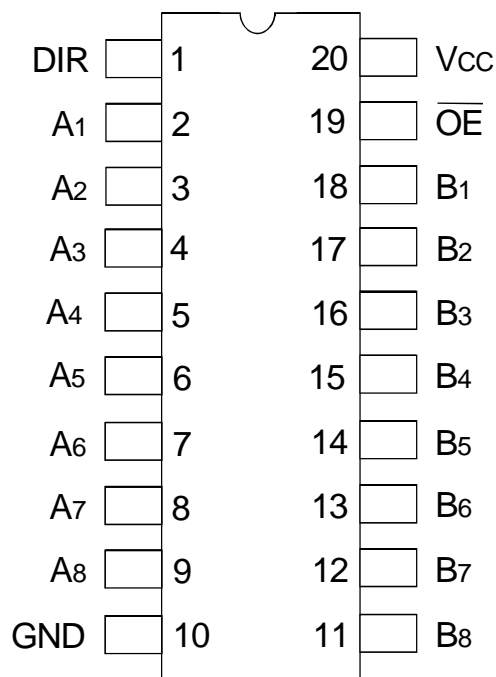 DIR 1 20 VCC
A1 2 19 O̅E̅
A2 3 18 B1
A3 4 17 B2
A4 5 16 B3
A5 6 15 B4
A6 7 14 B5
A7 8 13 B6
A8 9 12 B7
GND 10 11 B8